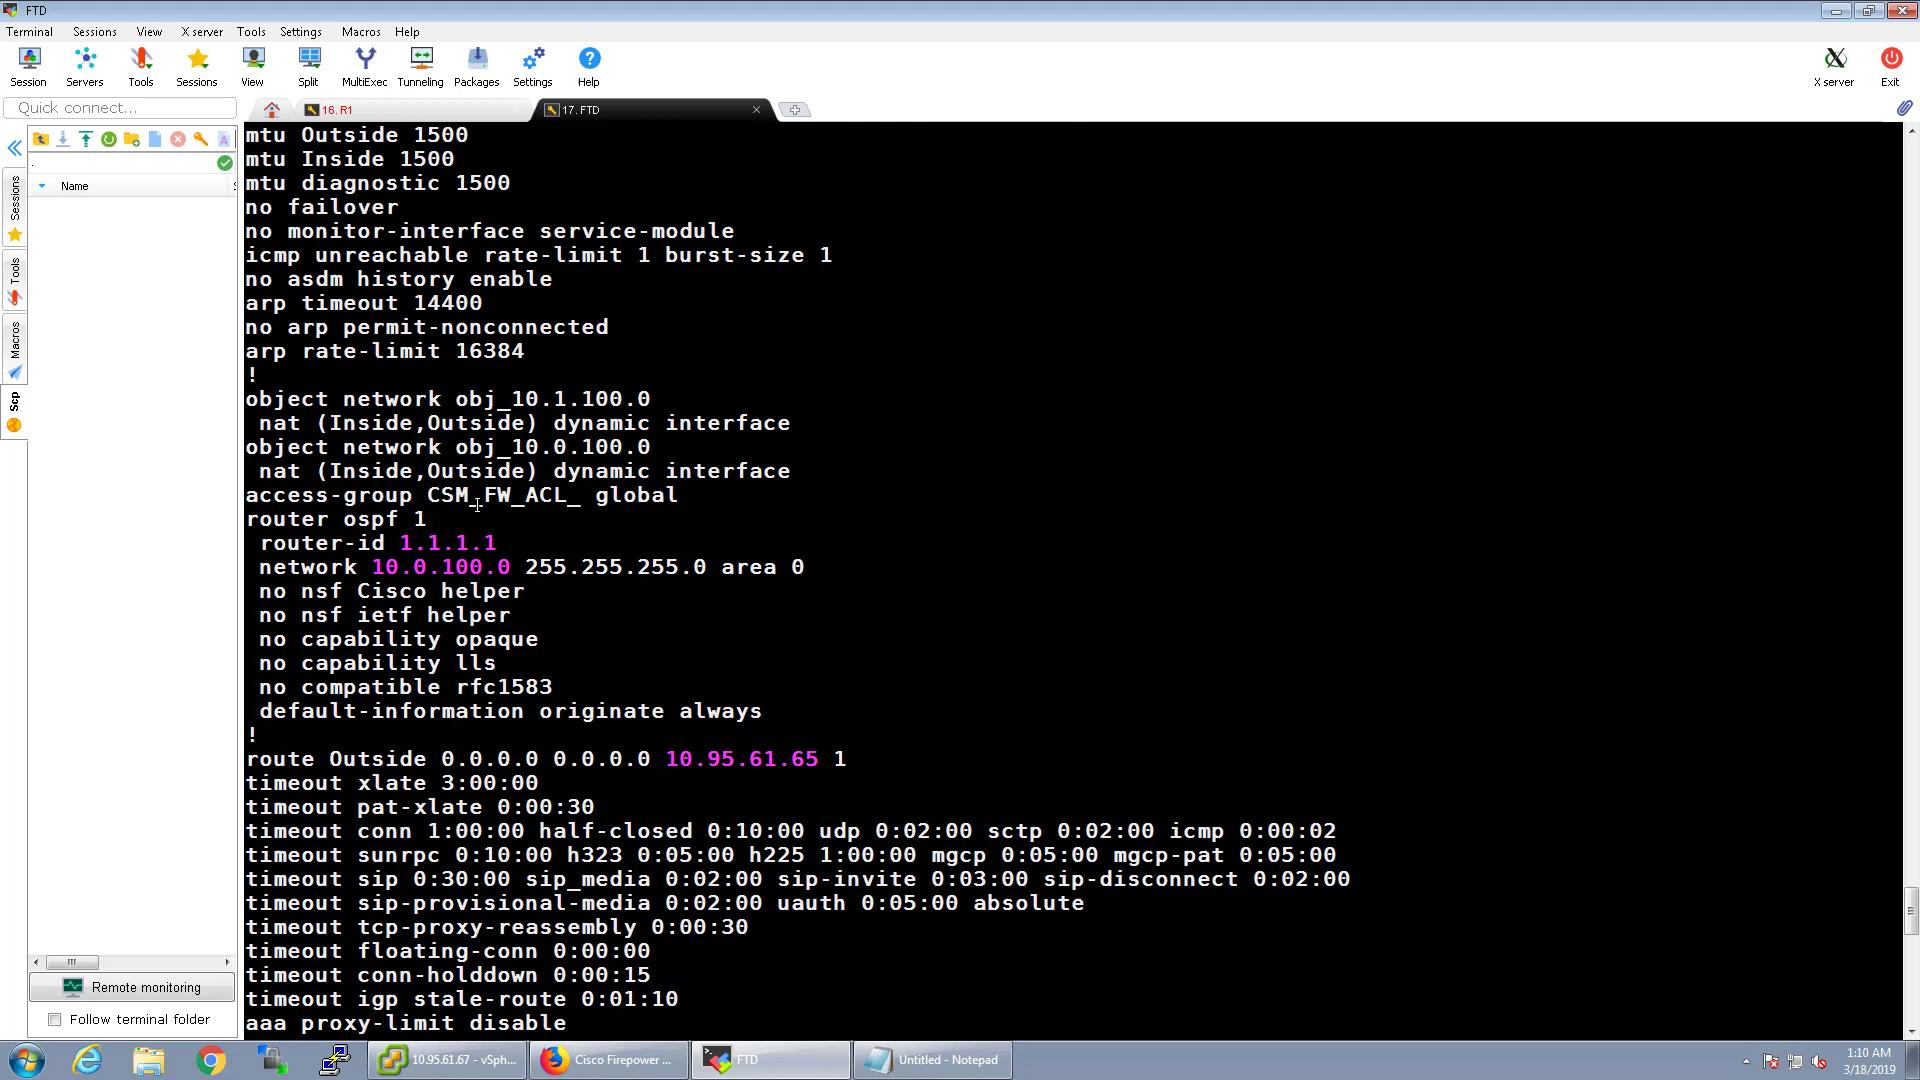 FTD
Terminal Sessions View X server Tools Settings Macros Help
Session Servers Tools Sessions View Split MultiExec Tunneling Packages Settings Help X server Exit
Quick connect...
16. R1
17. FTD
.
Name
Sessions
Tools
Macros
Scp
mtu Outside 1500
mtu Inside 1500
mtu diagnostic 1500
no failover
no monitor-interface service-module
icmp unreachable rate-limit 1 burst-size 1
no asdm history enable
arp timeout 14400
no arp permit-nonconnected
arp rate-limit 16384
!
object network obj_10.1.100.0
 nat (Inside,Outside) dynamic interface
object network obj_10.0.100.0
 nat (Inside,Outside) dynamic interface
access-group CSM_FW_ACL_ global
router ospf 1
 router-id 1.1.1.1
 network 10.0.100.0 255.255.255.0 area 0
 no nsf Cisco helper
 no nsf ietf helper
 no capability opaque
 no capability lls
 no compatible rfc1583
 default-information originate always
!
route Outside 0.0.0.0 0.0.0.0 10.95.61.65 1
timeout xlate 3:00:00
timeout pat-xlate 0:00:30
timeout conn 1:00:00 half-closed 0:10:00 udp 0:02:00 sctp 0:02:00 icmp 0:00:02
timeout sunrpc 0:10:00 h323 0:05:00 h225 1:00:00 mgcp 0:05:00 mgcp-pat 0:05:00
timeout sip 0:30:00 sip_media 0:02:00 sip-invite 0:03:00 sip-disconnect 0:02:00
timeout sip-provisional-media 0:02:00 uauth 0:05:00 absolute
timeout tcp-proxy-reassembly 0:00:30
timeout floating-conn 0:00:00
timeout conn-holddown 0:00:15
timeout igp stale-route 0:01:10
aaa proxy-limit disable
Remote monitoring
Follow terminal folder
10.95.61.67 - vSph...
Cisco Firepower ...
FTD
Untitled - Notepad
1:10 AM
3/18/2019